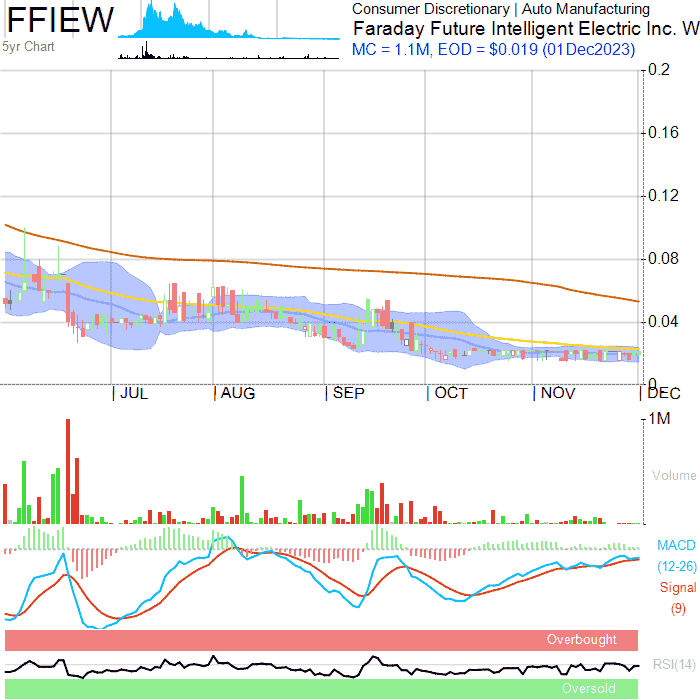 FFIEW
5yr Chart
Consumer Discretionary | Auto Manufacturing
Faraday Future Intelligent Electric Inc. W
MC = 1.1M, EOD = $0.019 (01Dec2023)
0.2
0.16
0.12
0.08
0.04
0
| JUL | AUG | SEP | OCT | NOV | DEC
1M
Volume
MACD
(12-26)
Signal
(9)
Overbought
RSI(14)
Oversold